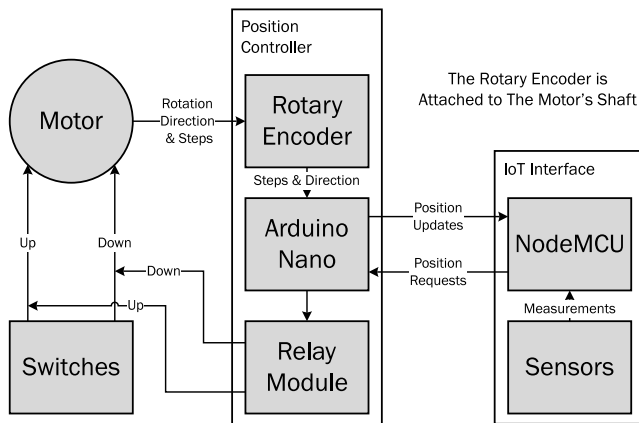 Position
Controller
The Rotary Encoder is
Attached to The Motor's Shaft
Motor
Rotation
Direction
& Steps
Rotary
Encoder
IoT Interface
Steps & Direction
Up
Down
Arduino
Nano
Position
Updates
Position
Requests
NodeMCU
Down
Up
Measurements
Switches
Relay
Module
Sensors